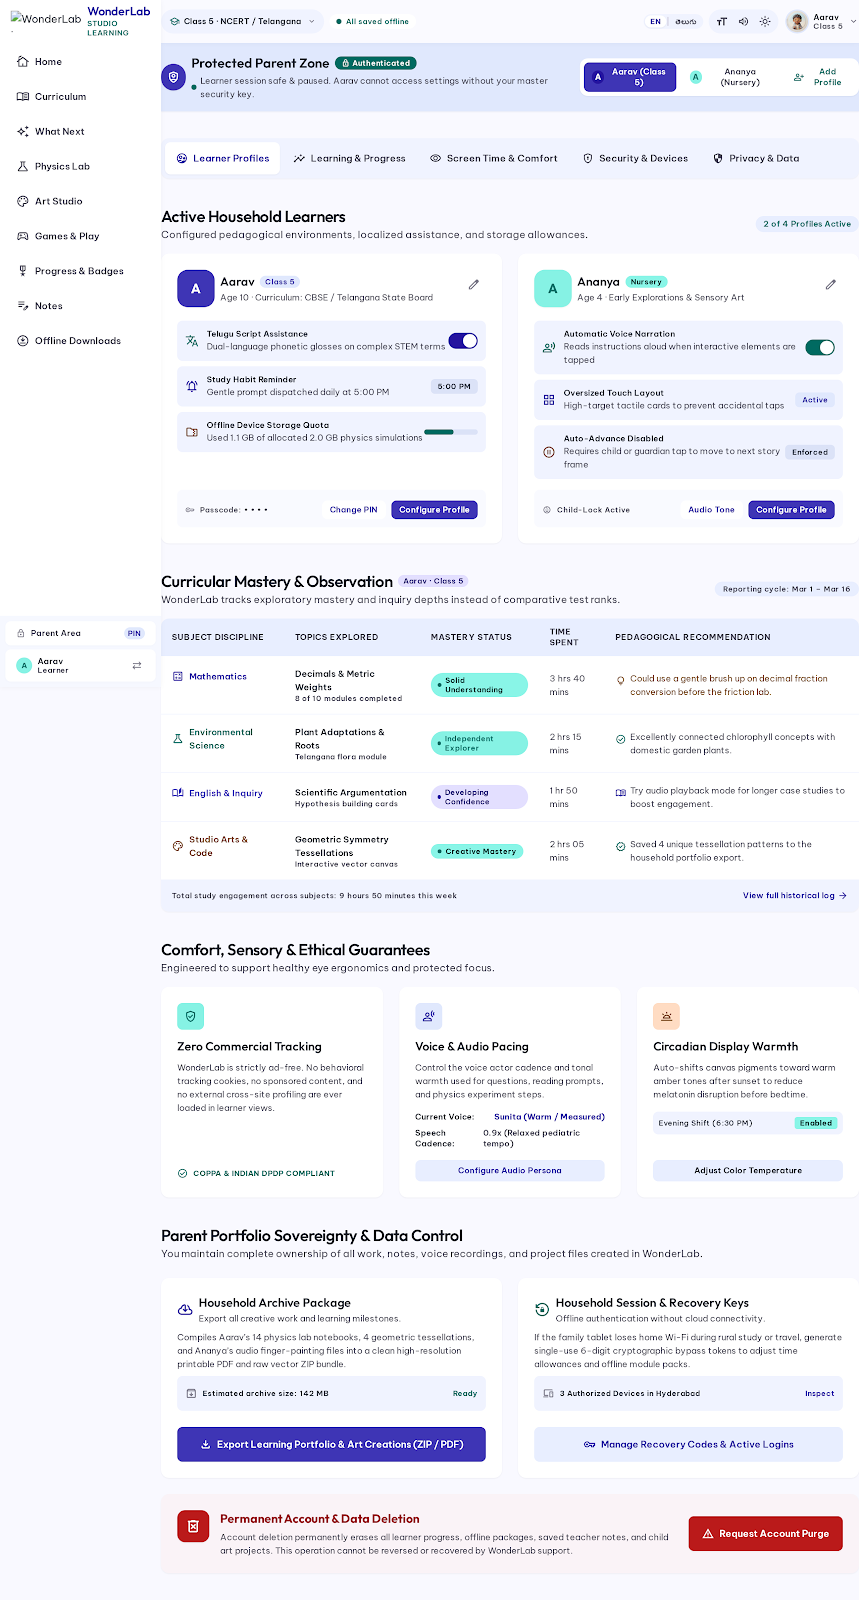 WonderLab
WonderLab
STUDIO
LEARNING
Home
Curriculum
What Next
Physics Lab
Art Studio
Games & Play
Progress & Badges
Notes
Offline Downloads
Parent Area PIN
A Aarav
Learner
Class 5 · NCERT / Telangana
All saved offline
EN తెలుగు
Aarav
Class 5
Protected Parent Zone Authenticated
Learner session safe & paused. Aarav cannot access settings without your master
security key.
A Aarav (Class
5)
A Ananya
(Nursery)
Add
Profile
Learner Profiles
Learning & Progress
Screen Time & Comfort
Security & Devices
Privacy & Data
Active Household Learners
Configured pedagogical environments, localized assistance, and storage allowances.
2 of 4 Profiles Active
A
Aarav Class 5
Age 10 · Curriculum: CBSE / Telangana State Board
Telugu Script Assistance
Dual-language phonetic glosses on complex STEM terms
Study Habit Reminder
Gentle prompt dispatched daily at 5:00 PM
5:00 PM
Offline Device Storage Quota
Used 1.1 GB of allocated 2.0 GB physics simulations
Passcode: • • • •
Change PIN
Configure Profile
A
Ananya Nursery
Age 4 · Early Explorations & Sensory Art
Automatic Voice Narration
Reads instructions aloud when interactive elements are
tapped
Oversized Touch Layout
High-target tactile cards to prevent accidental taps
Active
Auto-Advance Disabled
Requires child or guardian tap to move to next story
frame
Enforced
Child-Lock Active
Audio Tone
Configure Profile
Curricular Mastery & Observation Aarav · Class 5
WonderLab tracks exploratory mastery and inquiry depths instead of comparative test ranks.
Reporting cycle: Mar 1 – Mar 16
SUBJECT DISCIPLINE
TOPICS EXPLORED
MASTERY STATUS
TIME
SPENT
PEDAGOGICAL RECOMMENDATION
Mathematics
Decimals & Metric
Weights
8 of 10 modules completed
Solid
Understanding
3 hrs 40
mins
Could use a gentle brush up on decimal fraction
conversion before the friction lab.
Environmental
Science
Plant Adaptations &
Roots
Telangana flora module
Independent
Explorer
2 hrs 15
mins
Excellently connected chlorophyll concepts with
domestic garden plants.
English & Inquiry
Scientific Argumentation
Hypothesis building cards
Developing
Confidence
1 hr 50
mins
Try audio playback mode for longer case studies to
boost engagement.
Studio Arts &
Code
Geometric Symmetry
Tessellations
Interactive vector canvas
Creative Mastery
2 hrs 05
mins
Saved 4 unique tessellation patterns to the
household portfolio export.
Total study engagement across subjects: 9 hours 50 minutes this week
View full historical log →
Comfort, Sensory & Ethical Guarantees
Engineered to support healthy eye ergonomics and protected focus.
Zero Commercial Tracking
WonderLab is strictly ad-free. No behavioral
tracking cookies, no sponsored content, and
no external cross-site profiling are ever
loaded in learner views.
COPPA & INDIAN DPDP COMPLIANT
Voice & Audio Pacing
Control the voice actor cadence and tonal
warmth used for questions, reading prompts,
and physics experiment steps.
Current Voice: Sunita (Warm / Measured)
Speech
Cadence:
0.9x (Relaxed pediatric
tempo)
Configure Audio Persona
Circadian Display Warmth
Auto-shifts canvas pigments toward warm
amber tones after sunset to reduce
melatonin disruption before bedtime.
Evening Shift (6:30 PM) Enabled
Adjust Color Temperature
Parent Portfolio Sovereignty & Data Control
You maintain complete ownership of all work, notes, voice recordings, and project files created in WonderLab.
Household Archive Package
Export all creative work and learning milestones.
Compiles Aarav's 14 physics lab notebooks, 4 geometric tessellations,
and Ananya's audio finger-painting files into a clean high-resolution
printable PDF and raw vector ZIP bundle.
Estimated archive size: 142 MB Ready
Export Learning Portfolio & Art Creations (ZIP / PDF)
Household Session & Recovery Keys
Offline authentication without cloud connectivity.
If the family tablet loses home Wi-Fi during rural study or travel, generate
single-use 6-digit cryptographic bypass tokens to adjust time
allowances and offline module packs.
3 Authorized Devices in Hyderabad Inspect
Manage Recovery Codes & Active Logins
Permanent Account & Data Deletion
Account deletion permanently erases all learner progress, offline packages, saved teacher notes, and child
art projects. This operation cannot be reversed or recovered by WonderLab support.
Request Account Purge